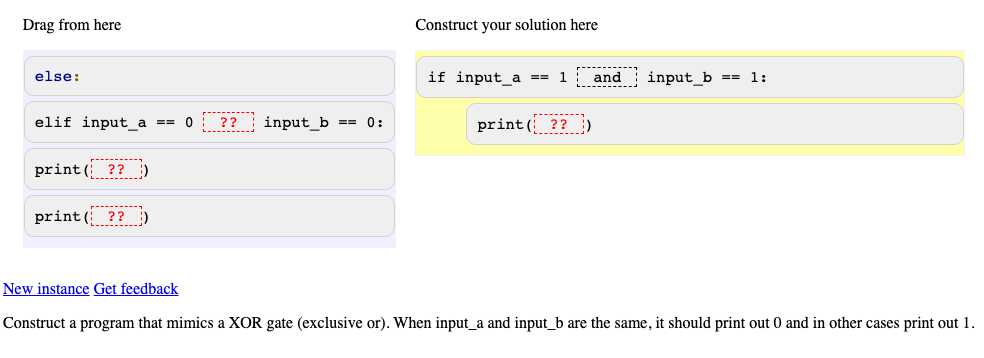 Drag from here
else:
elif input_a == 0 ?? input_b == 0:
print( ?? )
print( ?? )
Construct your solution here
if input_a == 1 and input_b == 1:
print( ?? )
New instance Get feedback
Construct a program that mimics a XOR gate (exclusive or). When input_a and input_b are the same, it should print out 0 and in other cases print out 1.